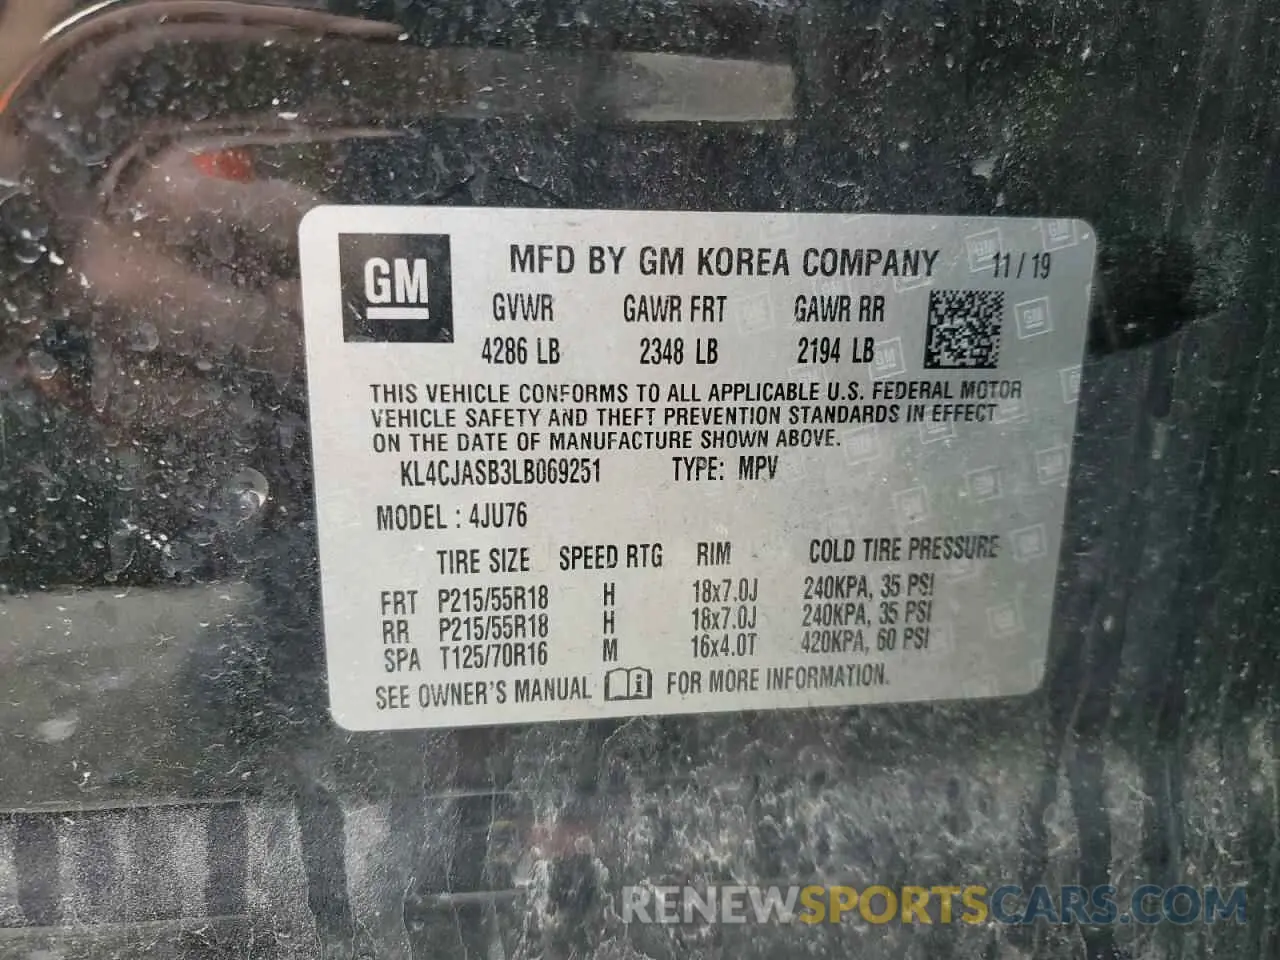 GM
MFD BY GM KOREA COMPANY 11/19
GVWR GAWR FRT GAWR RR
4286 LB 2348 LB 2194 LB
THIS VEHICLE CONFORMS TO ALL APPLICABLE U.S. FEDERAL MOTOR
VEHICLE SAFETY AND THEFT PREVENTION STANDARDS IN EFFECT
ON THE DATE OF MANUFACTURE SHOWN ABOVE.
KL4CJASB3LB069251 TYPE: MPV
MODEL : 4JU76
TIRE SIZE SPEED RTG RIM COLD TIRE PRESSURE
FRT P215/55R18 H 18x7.0J 240KPA, 35 PSI
RR P215/55R18 H 18x7.0J 240KPA, 35 PSI
SPA T125/70R16 M 16x4.0T 420KPA, 60 PSI
SEE OWNER'S MANUAL i FOR MORE INFORMATION.
RENEWSPORTSCARS.COM